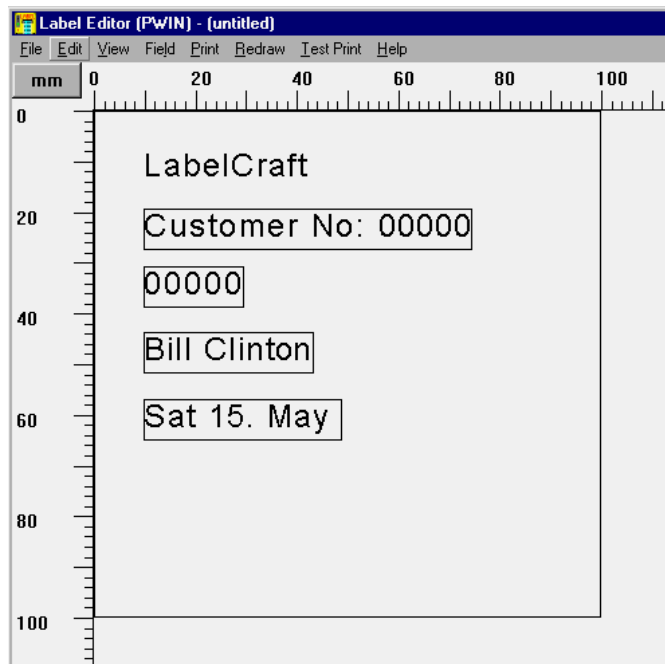 Label Editor (PWIN) - (untitled)
File Edit View Field Print Redraw Test Print Help
mm 0 20 40 60 80 100
0
LabelCraft
20
Customer No: 00000
00000
40
Bill Clinton
60
Sat 15. May
80
100